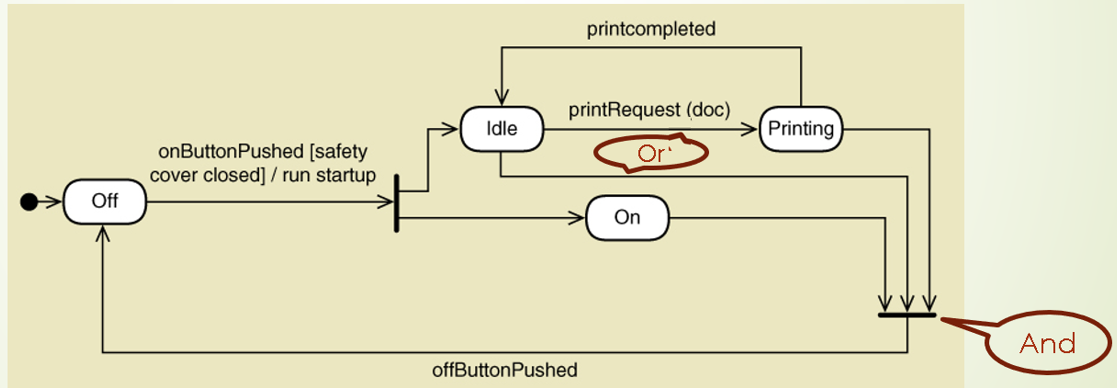 printcompleted
printRequest (doc)
Idle
Printing
Or
onButtonPushed [safety
cover closed] / run startup
Off
On
And
offButtonPushed